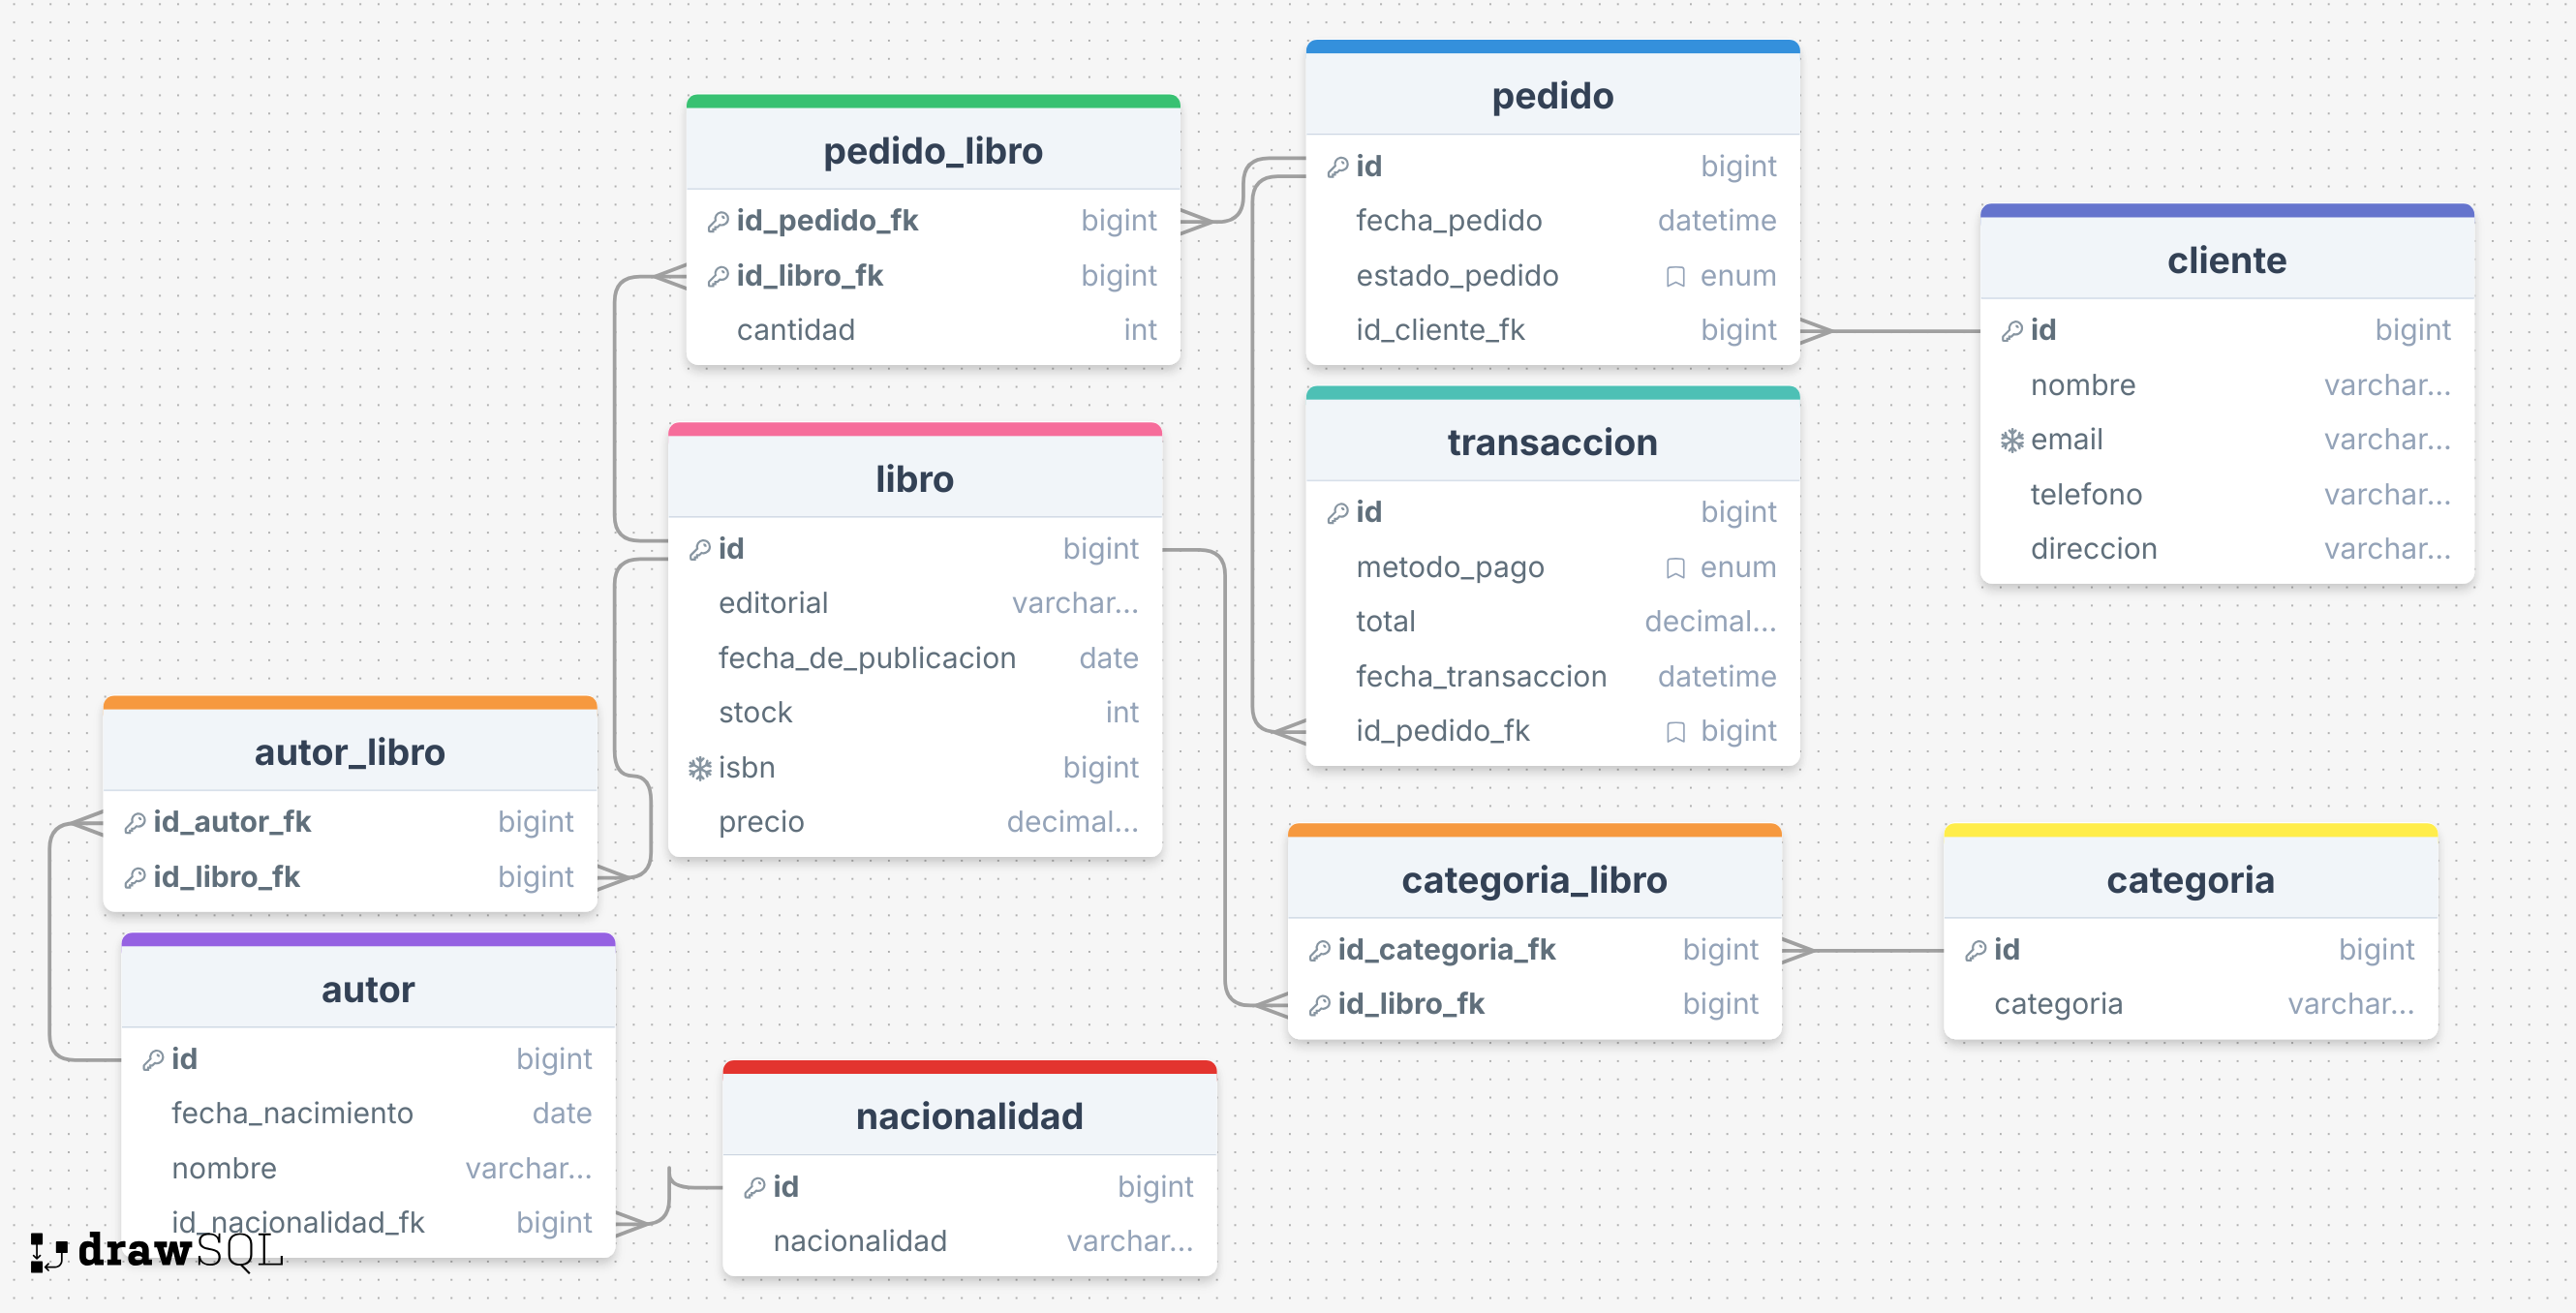 pedido_libro
id_pedido_fk bigint
id_libro_fk bigint
cantidad int
pedido
id bigint
fecha_pedido datetime
estado_pedido enum
id_cliente_fk bigint
cliente
id bigint
nombre varchar...
email varchar...
telefono varchar...
direccion varchar...
libro
id bigint
editorial varchar...
fecha_de_publicacion date
stock int
isbn bigint
precio decimal...
transaccion
id bigint
metodo_pago enum
total decimal...
fecha_transaccion datetime
id_pedido_fk bigint
autor_libro
id_autor_fk bigint
id_libro_fk bigint
categoria_libro
id_categoria_fk bigint
id_libro_fk bigint
categoria
id bigint
categoria varchar...
autor
id bigint
fecha_nacimiento date
nombre varchar...
id_nacionalidad_fk bigint
nacionalidad
id bigint
nacionalidad varchar...
drawSQL